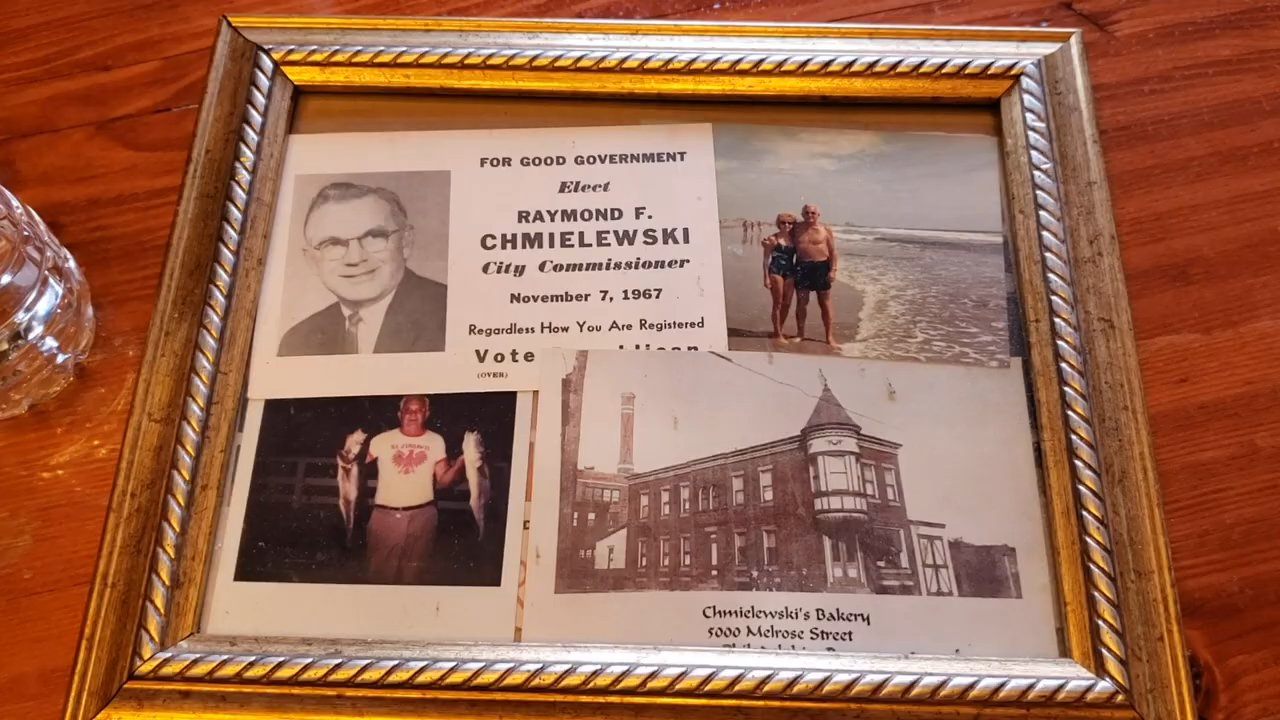 FOR GOOD GOVERNMENT
Elect
RAYMOND F.
CHMIELEWSKI
City Commissioner
November 7, 1967
Regardless How You Are Registered
Vote
(OVER)
Chmielewski's Bakery
5000 Melrose Street